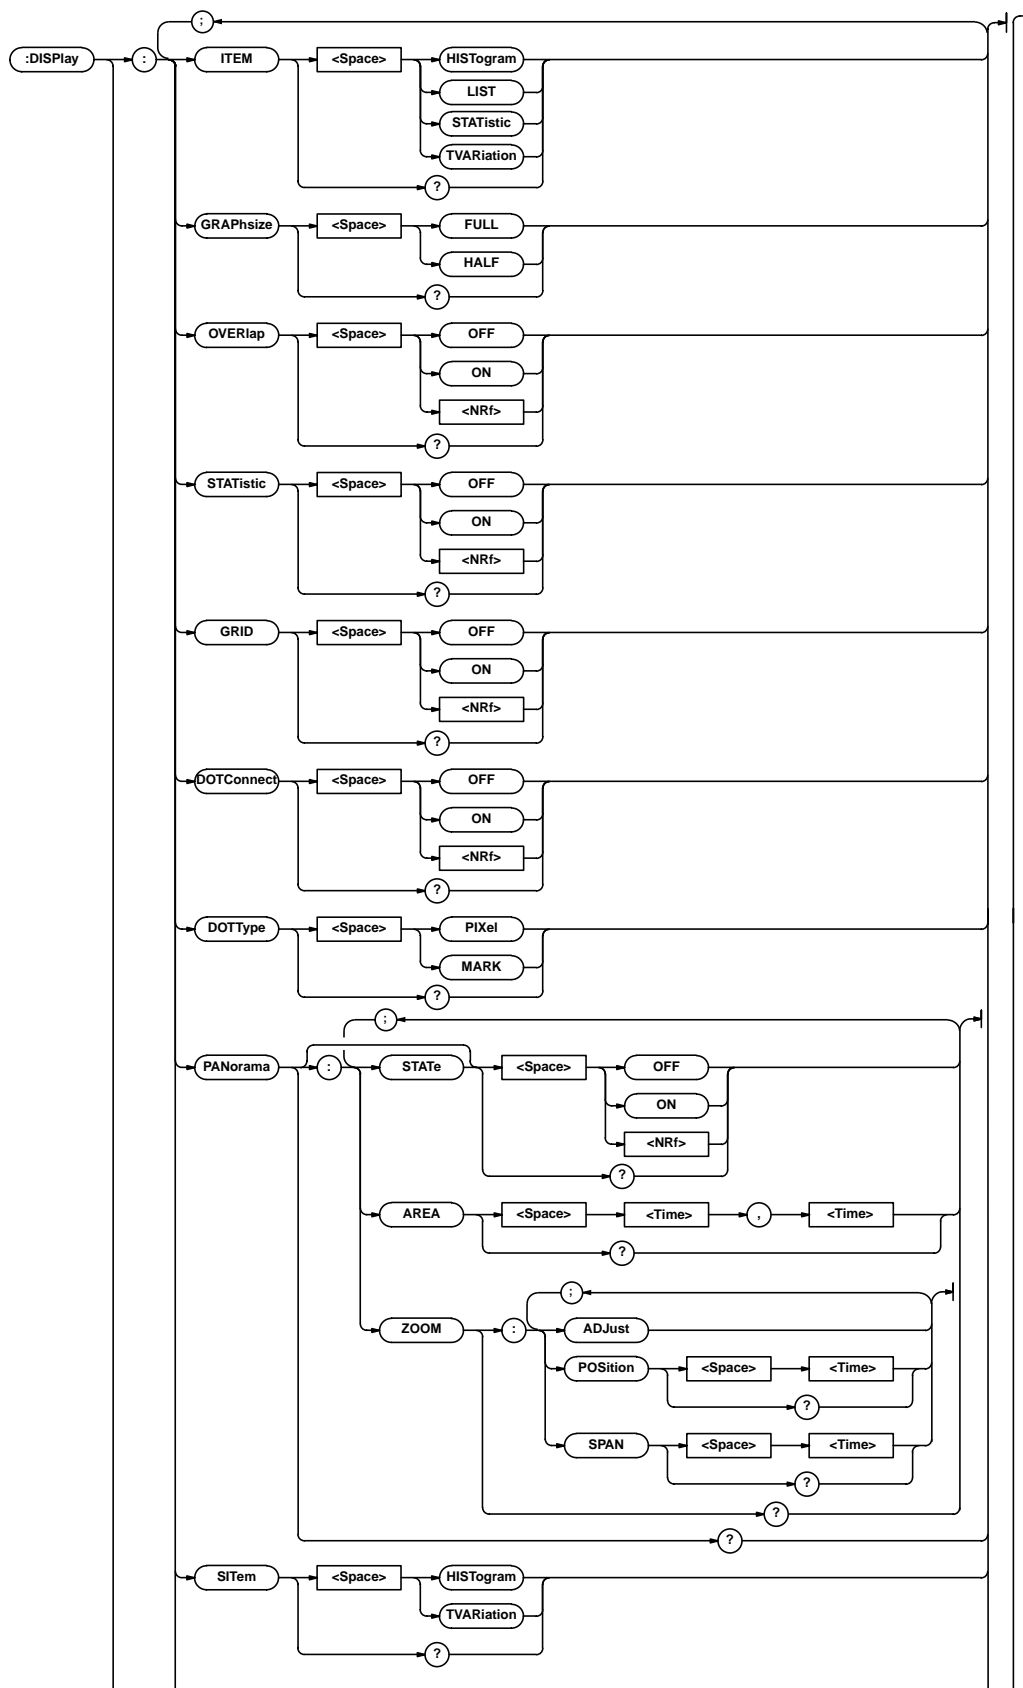 ;
:DISPlay : ITEM <Space> HISTogram
LIST
STATistic
TVARiation
?
GRAPhsize <Space> FULL
HALF
?
OVERlap <Space> OFF
ON
<NRf>
?
STATistic <Space> OFF
ON
<NRf>
?
GRID <Space> OFF
ON
<NRf>
?
DOTConnect <Space> OFF
ON
<NRf>
?
DOTType <Space> PIXel
MARK
?
;
PANorama : STATe <Space> OFF
ON
<NRf>
?
AREA <Space> <Time> , <Time>
?
;
ZOOM : ADJust
POSition <Space> <Time>
?
SPAN <Space> <Time>
?
?
?
SITem <Space> HISTogram
TVARiation
?